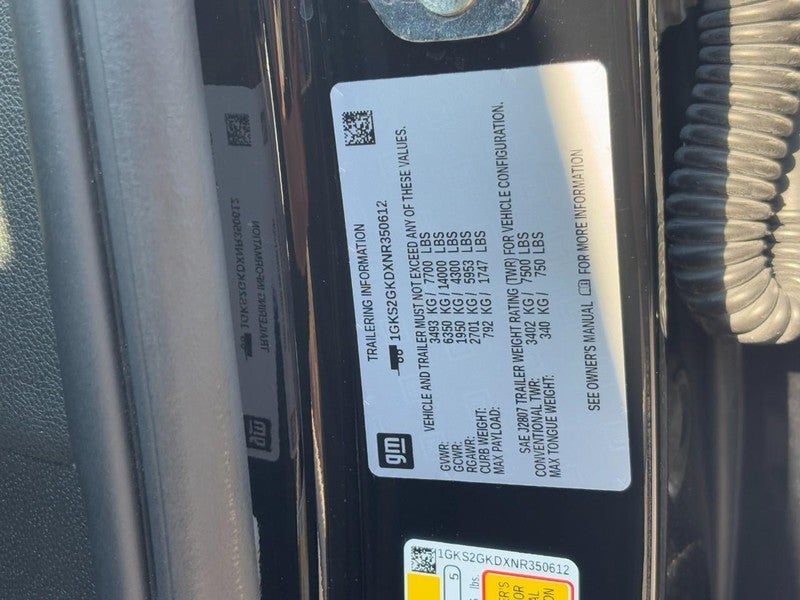 TRAILERING INFORMATION
1GKS2GKDXNR350612
gm
VEHICLE AND TRAILER MUST NOT EXCEED ANY OF THESE VALUES.
GVWR: 3493 KG / 7700 LBS
GCWR: 6350 KG / 14000 LBS
RGAWR: 1950 KG / 4300 LBS
CURB WEIGHT: 2701 KG / 5953 LBS
MAX PAYLOAD: 792 KG / 1747 LBS
SAE J2807 TRAILER WEIGHT RATING (TWR) FOR VEHICLE CONFIGURATION.
CONVENTIONAL TWR: 3402 KG / 7500 LBS
MAX TONGUE WEIGHT: 340 KG / 750 LBS
SEE OWNER'S MANUAL FOR MORE INFORMATION
1GKS2GKDXNR350612
5
lbs.